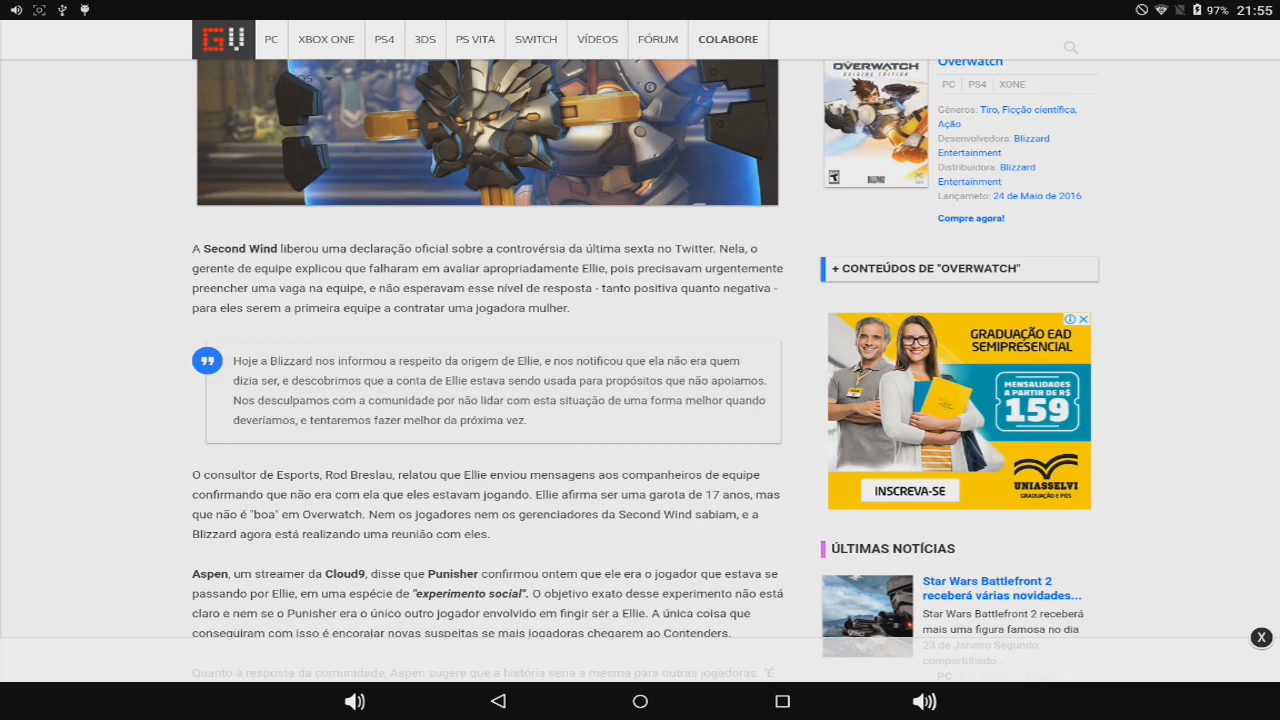 97% 21:55
GV PC XBOX ONE PS4 3DS PS VITA SWITCH VÍDEOS FÓRUM COLABORE
A Second Wind liberou uma declaração oficial sobre a controvérsia da última sexta no Twitter. Nela, o
gerente de equipe explicou que falharam em avaliar apropriadamente Ellie, pois precisavam urgentemente
preencher uma vaga na equipe, e não esperavam esse nível de resposta - tanto positiva quanto negativa -
para eles serem a primeira equipe a contratar uma jogadora mulher.
Hoje a Blizzard nos informou a respeito da origem de Ellie, e nos notificou que ela não era quem
dizia ser, e descobrimos que a conta de Ellie estava sendo usada para propósitos que não apoiamos.
Nos desculpamos com a comunidade por não lidar com esta situação de uma forma melhor quando
deveríamos, e tentaremos fazer melhor da próxima vez.
O consultor de Esports, Rod Breslau, relatou que Ellie enviou mensagens aos companheiros de equipe
confirmando que não era com ela que eles estavam jogando. Ellie afirma ser uma garota de 17 anos, mas
que não é "boa" em Overwatch. Nem os jogadores nem os gerenciadores da Second Wind sabiam, e a
Blizzard agora está realizando uma reunião com eles.
Aspen, um streamer da Cloud9, disse que Punisher confirmou ontem que ele era o jogador que estava se
passando por Ellie, em uma espécie de "experimento social". O objetivo exato desse experimento não está
claro e nem se o Punisher era o único outro jogador envolvido em fingir ser a Ellie. A única coisa que
conseguiram com isso é encorajar novas suspeitas se mais jogadoras chegarem ao Contenders.
Quanto à resposta da comunidade, Aspen sugere que a história seria a mesma para outras jogadoras. "É
OVERWATCH
ORIGINS EDITION
Overwatch
PC PS4 XONE
Gêneros: Tiro, Ficção científica,
Ação
Desenvolvedora: Blizzard
Entertainment
Distribuidora: Blizzard
Entertainment
Lançameto: 24 de Maio de 2016
Compre agora!
+ CONTEÚDOS DE "OVERWATCH"
GRADUAÇÃO EAD
SEMIPRESENCIAL
MENSALIDADES
A PARTIR DE R$
159
INSCREVA-SE
UNIASSELVI
GRADUAÇÃO E PÓS
ÚLTIMAS NOTÍCIAS
Star Wars Battlefront 2
receberá várias novidades...
Star Wars Battlefront 2 receberá
mais uma figura famosa no dia
23 de Janeiro Segundo
compartilhado...
PC
X